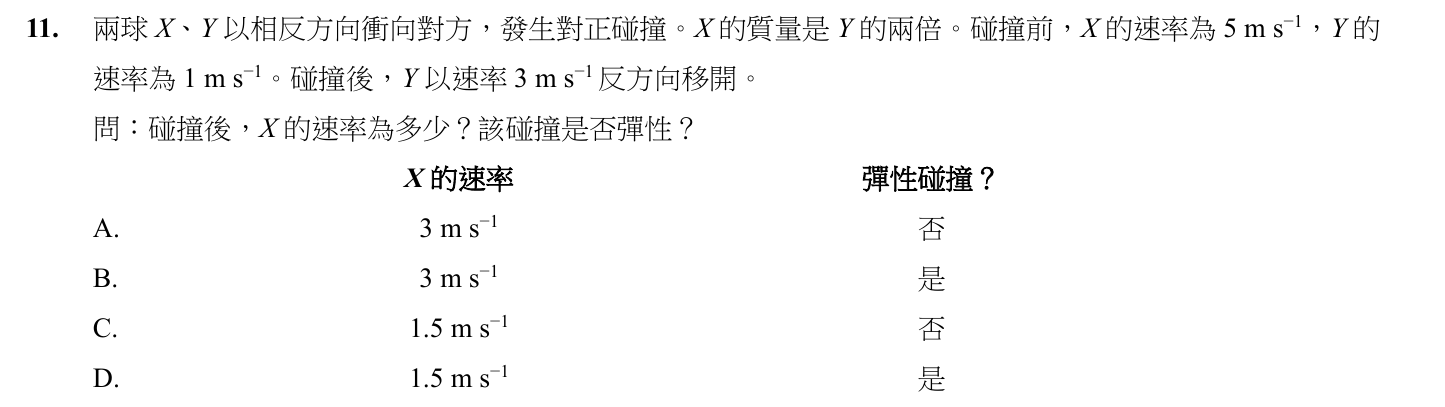 11. 兩球 X、Y 以相反方向衝向對方，發生對正碰撞。X 的質量是 Y 的兩倍。碰撞前，X 的速率為 5 m s⁻¹，Y 的
速率為 1 m s⁻¹。碰撞後，Y 以速率 3 m s⁻¹ 反方向移開。
問：碰撞後，X 的速率為多少？該碰撞是否彈性？
X 的速率 彈性碰撞？
A. 3 m s⁻¹ 否
B. 3 m s⁻¹ 是
C. 1.5 m s⁻¹ 否
D. 1.5 m s⁻¹ 是